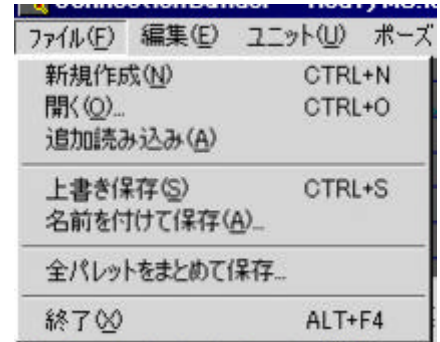 ファイル(F) 編集(E) ユニット(U) ポーズ
新規作成(N) CTRL+N
開く(O)... CTRL+O
追加読み込み(A)
上書き保存(S) CTRL+S
名前を付けて保存(A)...
全パレットをまとめて保存...
終了(X) ALT+F4